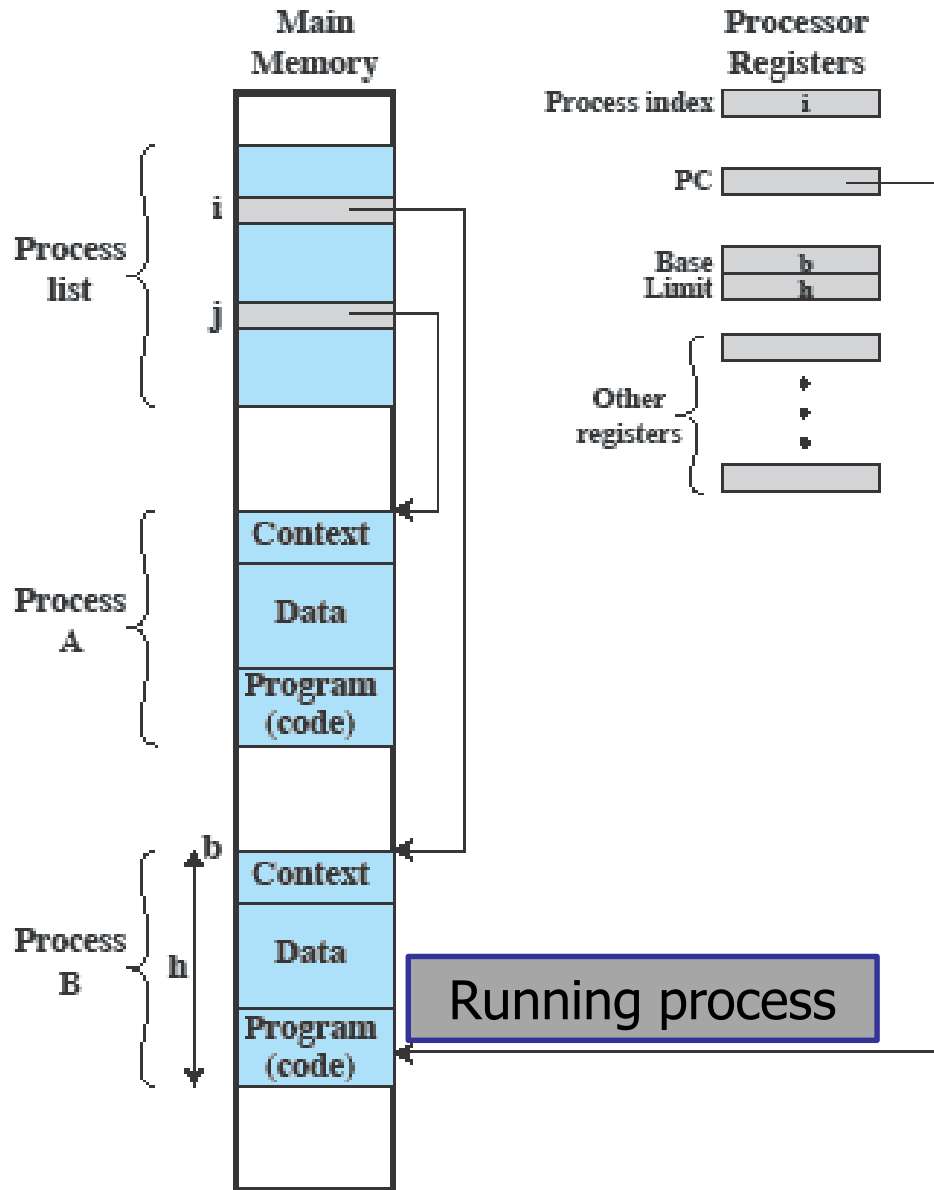 Main
Memory
Processor
Registers
Process index
i
PC
i
Process
list
Base
b
Limit
h
j
Other
registers
Context
Process
A
Data
Program
(code)
b
Context
Process
B
h
Data
Running process
Program
(code)